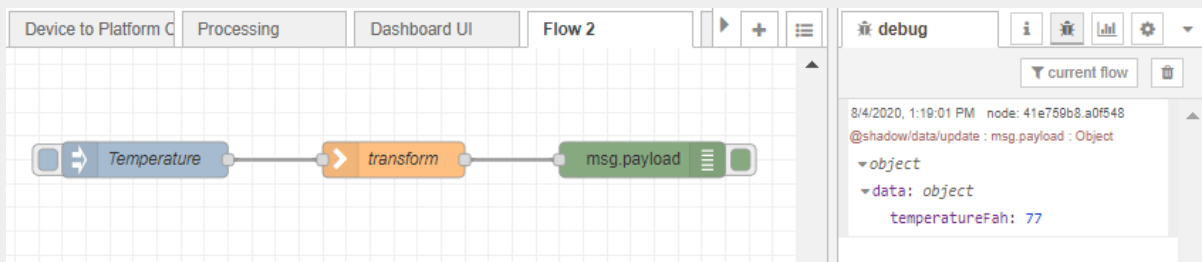 Device to Platform C
Processing
Dashboard UI
Flow 2
debug
i
current flow
Temperature
transform
msg.payload
8/4/2020, 1:19:01 PM node: 41e759b8.a0f548
@shadow/data/update : msg.payload : Object
object
data: object
temperatureFah: 77